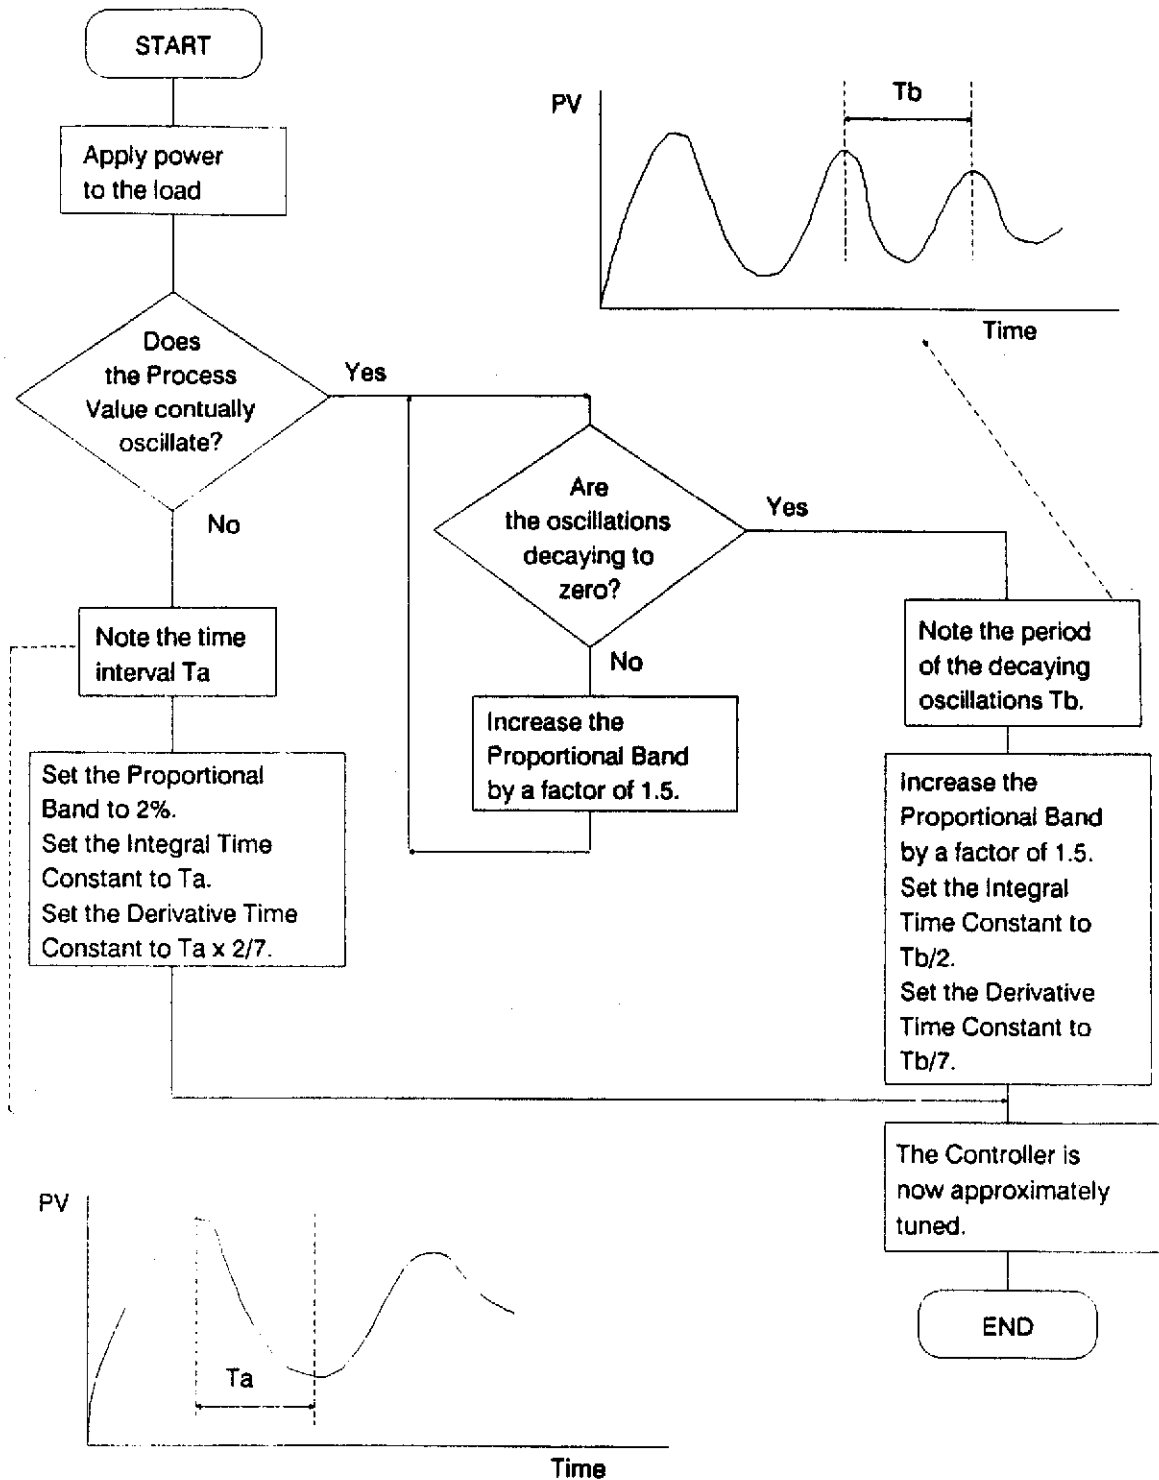 START
Apply power
to the load
PV
Tb
Time
Does
the Process
Value contually
oscillate?
Yes
No
Are
the oscillations
decaying to
zero?
Yes
No
Note the time
interval Ta
Increase the
Proportional Band
by a factor of 1.5.
Note the period
of the decaying
oscillations Tb.
Set the Proportional
Band to 2%.
Set the Integral Time
Constant to Ta.
Set the Derivative Time
Constant to Ta x 2/7.
Increase the
Proportional Band
by a factor of 1.5.
Set the Integral
Time Constant to
Tb/2.
Set the Derivative
Time Constant to
Tb/7.
The Controller is
now approximately
tuned.
END
PV
Ta
Time